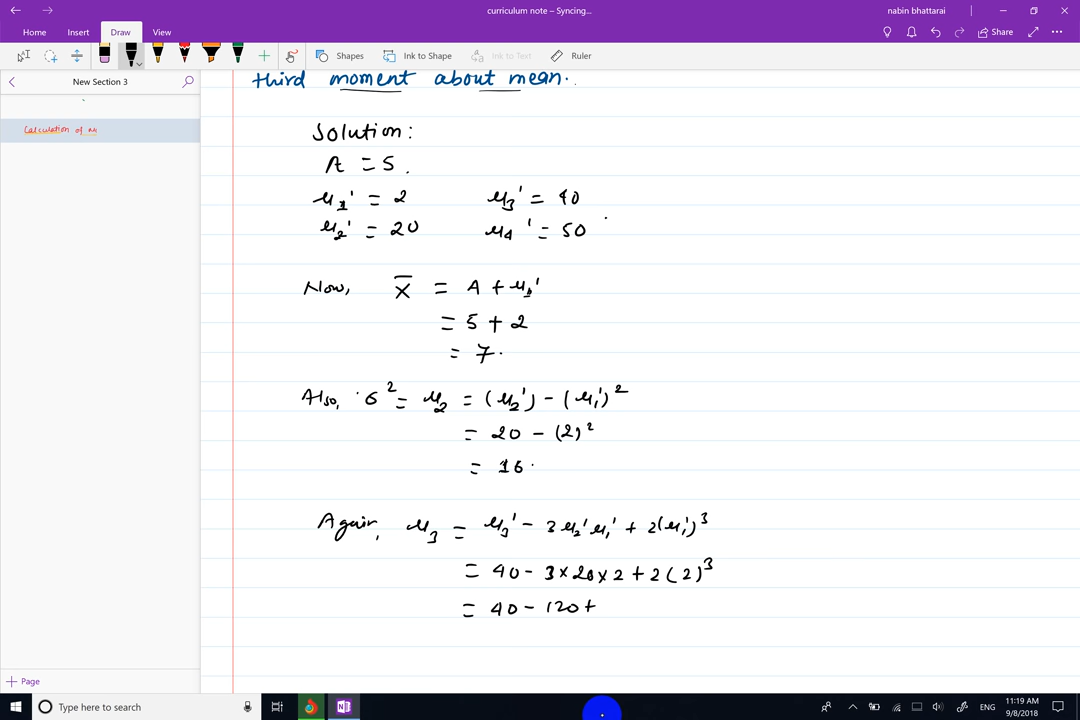 curriculum note – Syncing...
nabin bhattarai
Home Insert Draw View
Share
Shapes
Ink to Shape
Ink to Text
Ruler
New Section 3
Calculation of
third moment about mean.
Solution:
A = 5.
μ1' = 2 μ3' = 40
μ2' = 20 μ4' = 50
Now, X̄ = A + μ1'
= 5 + 2
= 7.
Also, σ² = μ2 = (μ2') - (μ1')²
= 20 - (2)²
= 16.
Again, μ3 = μ3' - 3μ2'μ1' + 2(μ1')³
= 40 - 3×20×2 + 2(2)³
= 40 - 120 +
+ Page
Type here to search
ENG
11:19 AM
9/8/2018